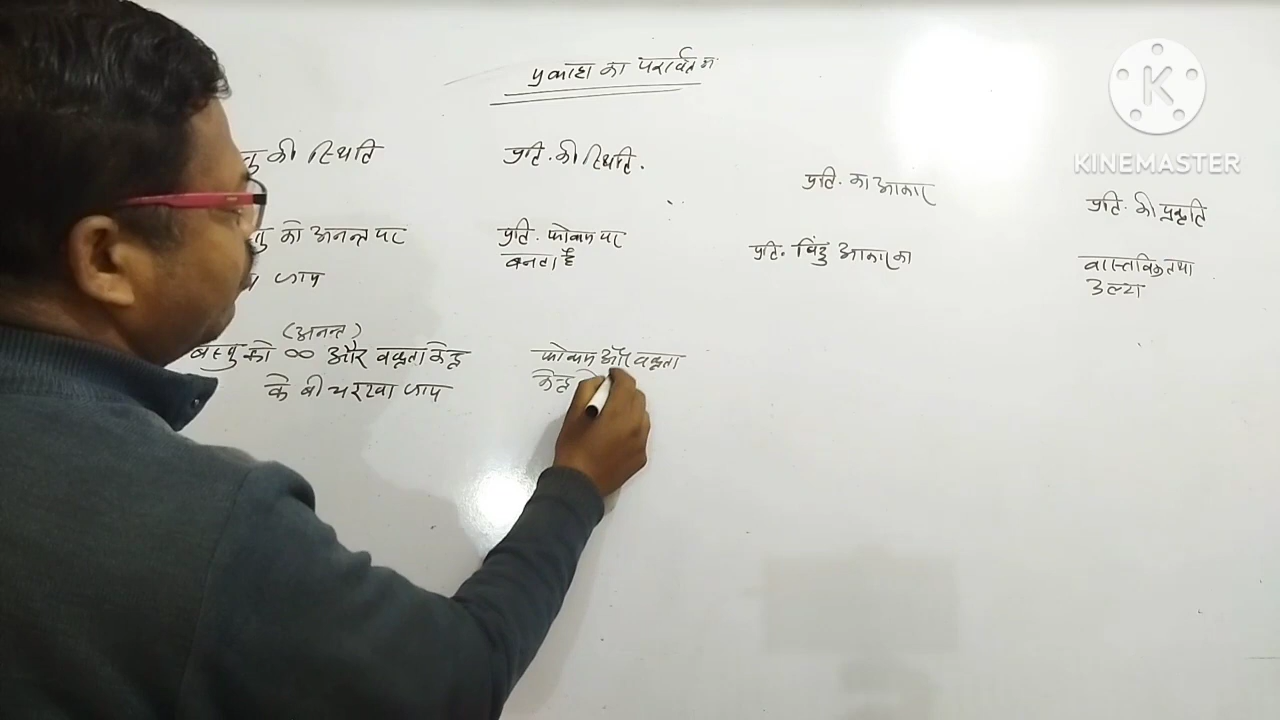 प्रकाश का परावर्तन
KINEMASTER
की स्थिति
प्रति. की स्थिति.
प्रति. का आकार
प्रति. की प्रकृति
को अनन्त पर
जाय
प्रति. फोकस पर
बनता है
प्रति. बिंदु आकार का
वास्तविक तथा
उल्टा
(अनन्त)
वस्तु को ∞ और वक्रता केन्द्र
के बीच रखा जाय
फोकस और वक्रता
केन्द्र